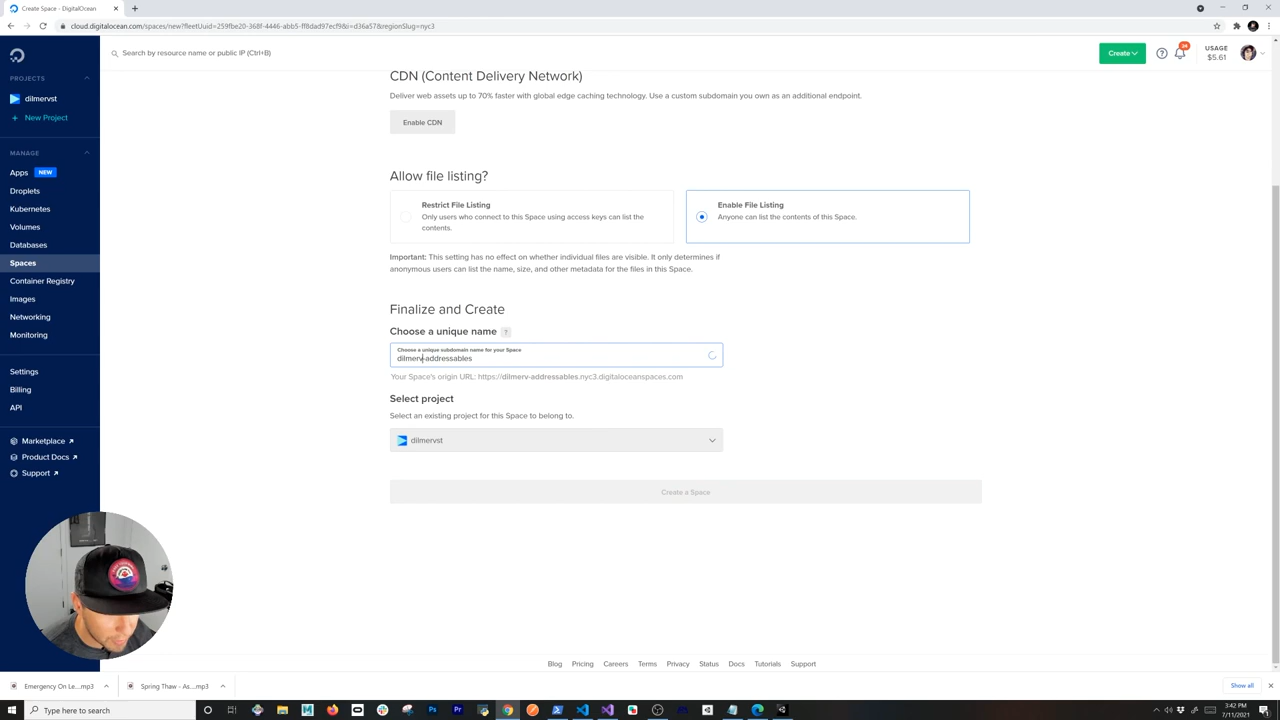 Create Space - DigitalOcean
cloud.digitalocean.com/spaces/new?fleetUuid=259fbe20-368f-4446-abb5-ff8dad97ecf9&i=d36a57&regionSlug=nyc3
Search by resource name or public IP (Ctrl+B)
Create
34
USAGE
$5.61
PROJECTS
dilmervst
+ New Project
MANAGE
Apps NEW
Droplets
Kubernetes
Volumes
Databases
Spaces
Container Registry
Images
Networking
Monitoring
Settings
Billing
API
Marketplace ↗
Product Docs ↗
Support ↗
CDN (Content Delivery Network)
Deliver web assets up to 70% faster with global edge caching technology. Use a custom subdomain you own as an additional endpoint.
Enable CDN
Allow file listing?
Restrict File Listing
Only users who connect to this Space using access keys can list the
contents.
Enable File Listing
Anyone can list the contents of this Space.
Important: This setting has no effect on whether individual files are visible. It only determines if
anonymous users can list the name, size, and other metadata for the files in this Space.
Finalize and Create
Choose a unique name ?
Choose a unique subdomain name for your Space
dilmerv-addressables
Your Space's origin URL: https://dilmerv-addressables.nyc3.digitaloceanspaces.com
Select project
Select an existing project for this Space to belong to.
dilmervst
Create a Space
Blog Pricing Careers Terms Privacy Status Docs Tutorials Support
Emergency On Le....mp3
Spring Thaw - As....mp3
Show all
Type here to search
3:42 PM
7/11/2021